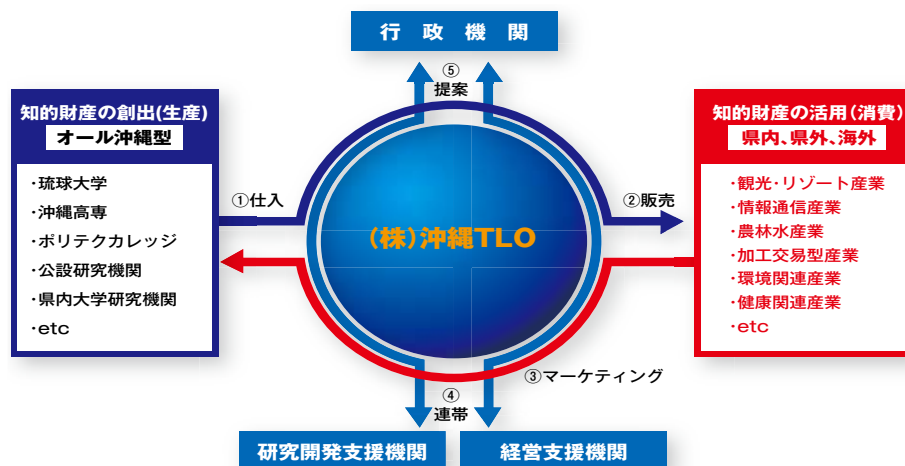 行政機関
⑤
提案
知的財産の創出(生産)
オール沖縄型
・琉球大学
・沖縄高専
・ポリテクカレッジ
・公設研究機関
・県内大学研究機関
・etc
①仕入
(株)沖縄TLO
②販売
知的財産の活用(消費)
県内、県外、海外
・観光・リゾート産業
・情報通信産業
・農林水産業
・加工交易型産業
・環境関連産業
・健康関連産業
・etc
③マーケティング
④
連帯
研究開発支援機関
経営支援機関